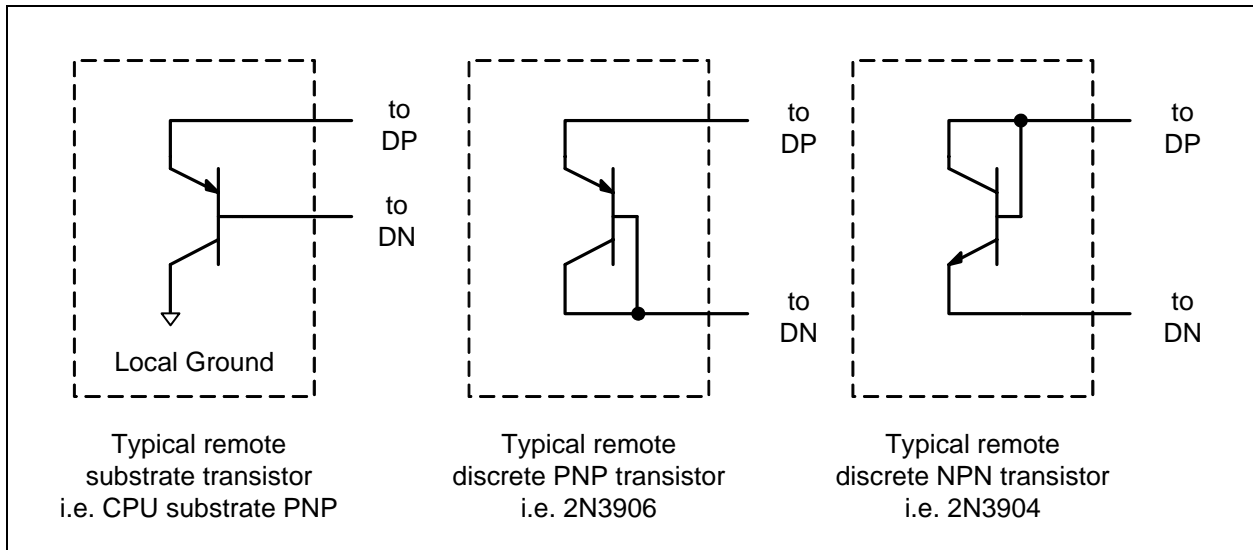 to
DP
to
DN
Local Ground
Typical remote
substrate transistor
i.e. CPU substrate PNP
to
DP
to
DN
Typical remote
discrete PNP transistor
i.e. 2N3906
to
DP
to
DN
Typical remote
discrete NPN transistor
i.e. 2N3904